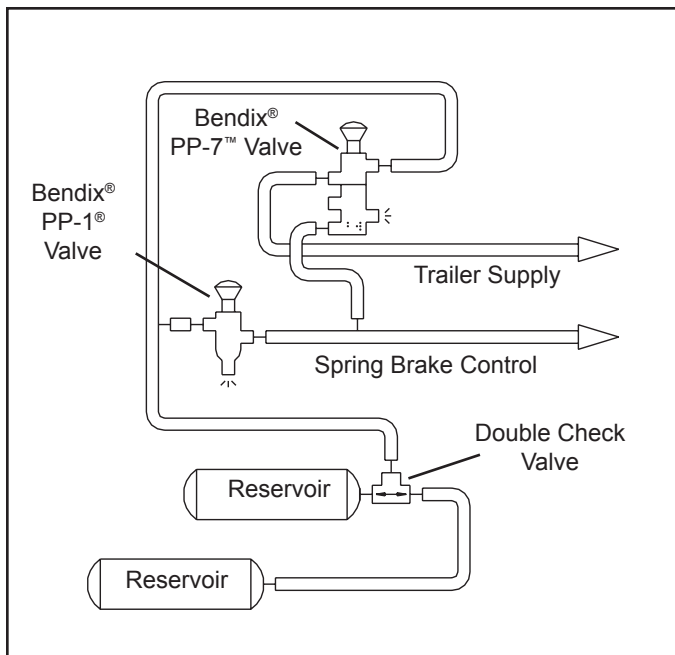 Bendix®
PP-7™ Valve
Bendix®
PP-1®
Valve
Trailer Supply
Spring Brake Control
Double Check
Valve
Reservoir
Reservoir